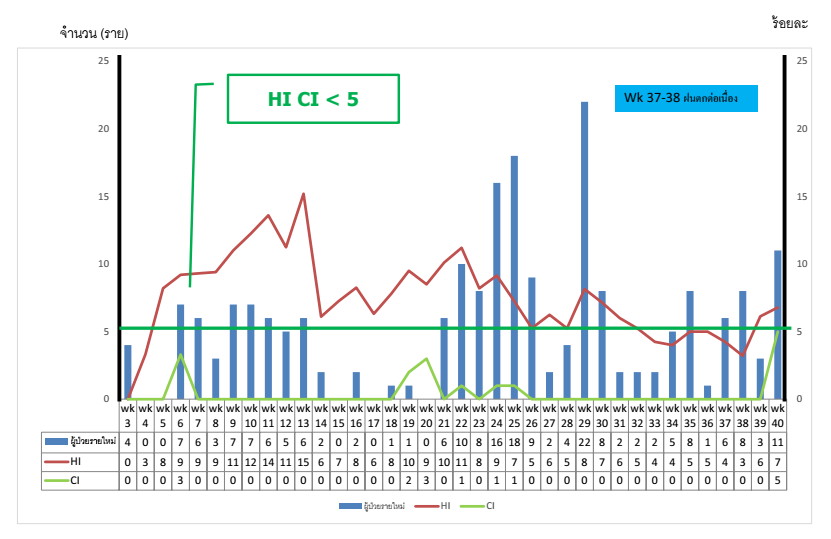 จำนวน (ราย)
ร้อยละ
HI CI < 5
Wk 37-38 ฝนตกต่อเนื่อง
25
20
15
10
5
0
25
20
15
10
5
0
wk 3 wk 4 wk 5 wk 6 wk 7 wk 8 wk 9 wk 10 wk 11 wk 12 wk 13 wk 14 wk 15 wk 16 wk 17 wk 18 wk 19 wk 20 wk 21 wk 22 wk 23 wk 24 wk 25 wk 26 wk 27 wk 28 wk 29 wk 30 wk 31 wk 32 wk 33 wk 34 wk 35 wk 36 wk 37 wk 38 wk 39 wk 40
ผู้ป่วยรายใหม่ 4 0 0 7 6 3 7 7 6 5 6 2 0 2 0 1 1 0 6 10 8 16 18 9 2 4 22 8 2 2 2 5 8 1 6 8 3 11
HI 0 3 8 9 9 9 11 12 14 11 15 6 7 8 6 8 9 9 10 11 8 9 7 5 6 5 8 7 6 5 4 4 5 5 4 3 6 7
CI 0 0 0 3 0 0 0 0 0 0 0 0 0 0 0 0 2 3 0 1 0 1 1 0 0 0 0 0 0 0 0 0 0 0 0 0 0 5
ผู้ป่วยรายใหม่ HI CI